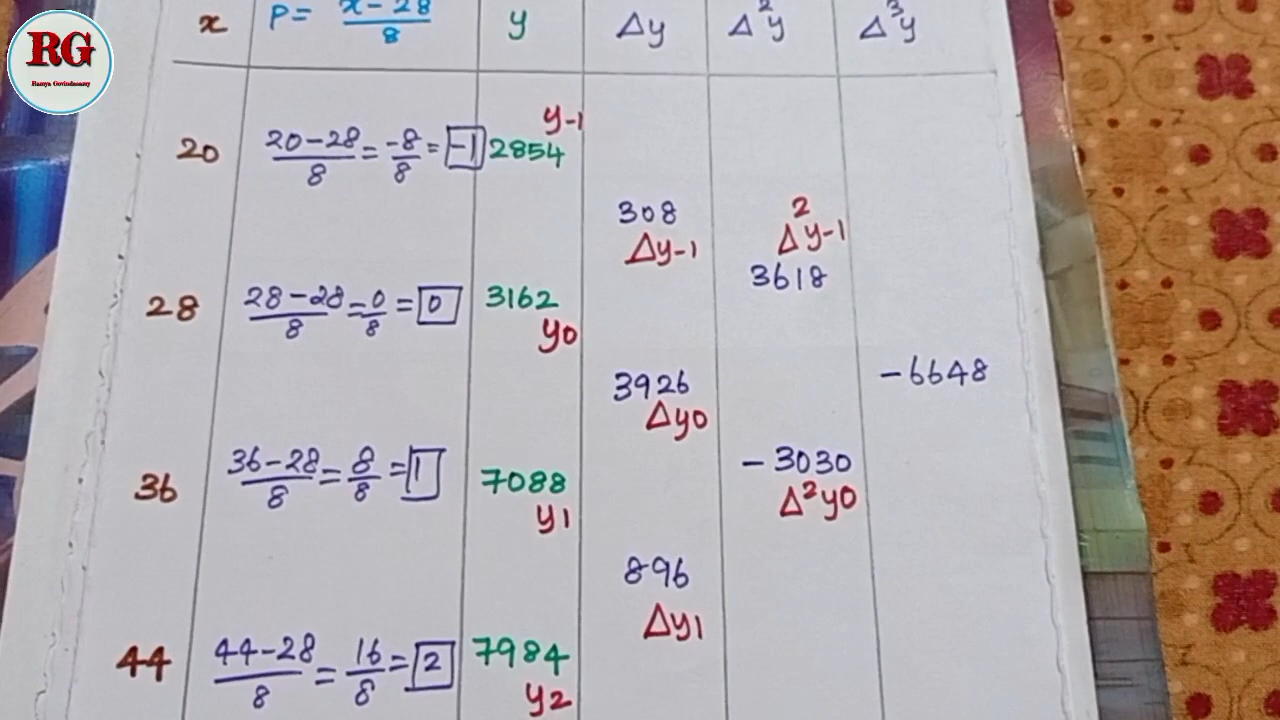 RG
Ramya Govindasamy
x P = x - 28 / 8 y Δy Δ²y Δ³y
y-1
20 20-28 / 8 = -8 / 8 = -1 2854
308 Δ²y-1
Δy-1 3618
28 28-28 / 8 = 0 / 8 = 0 3162
y0
3926 -6648
Δy0
36 36-28 / 8 = 8 / 8 = 1 7088 -3030
y1 Δ²y0
896
Δy1
44 44-28 / 8 = 16 / 8 = 2 7984
y2